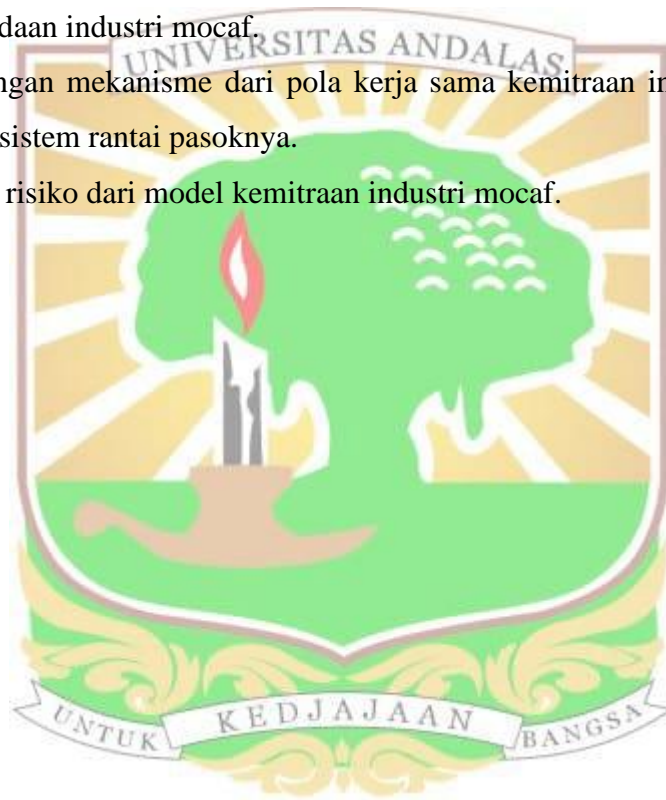 daan industri mocaf.
UNIVERSITAS ANDALAS
ngan mekanisme dari pola kerja sama kemitraan in
sistem rantai pasoknya.
risiko dari model kemitraan industri mocaf.
UNTUK KEDJAJAAN BANGSA